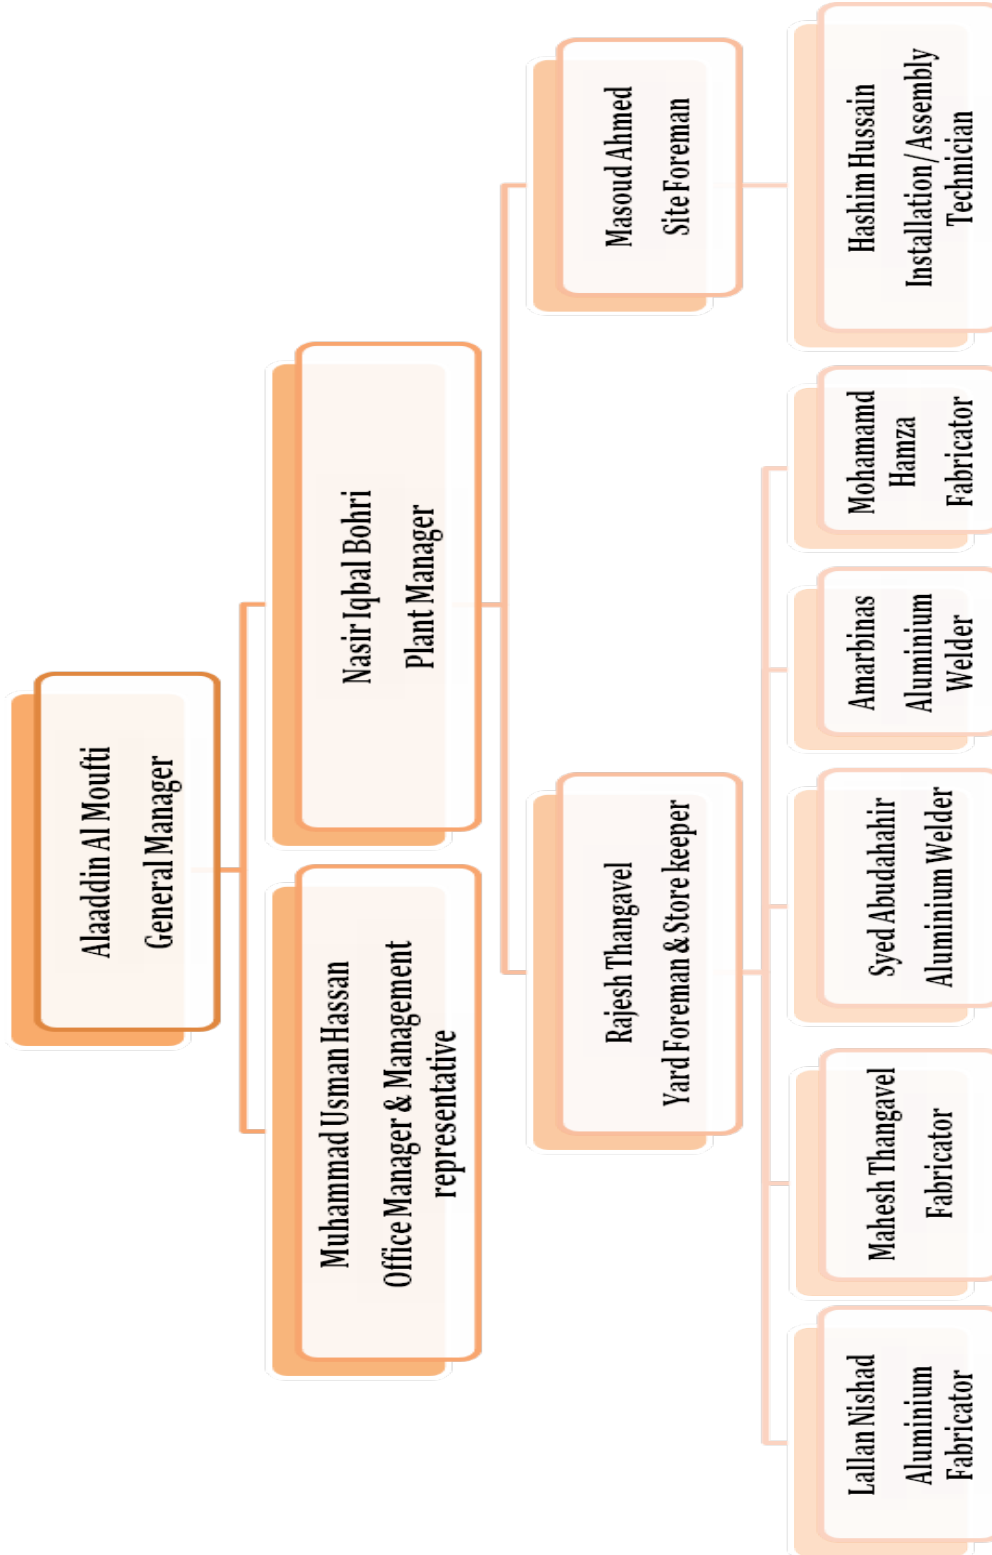 Alaaddin Al Moufti
General Manager
Muhammad Usman Hassan
Office Manager & Management
representative
Nasir Iqbal Bohri
Plant Manager
Rajesh Thangavel
Yard Foreman & Store keeper
Masoud Ahmed
Site Foreman
Lallan Nishad
Aluminium
Fabricator
Mahesh Thangavel
Fabricator
Syed Abudahahir
Aluminium Welder
Amarbinas
Aluminium
Welder
Mohamamd
Hamza
Fabricator
Hashim Hussain
Installation / Assembly
Technician